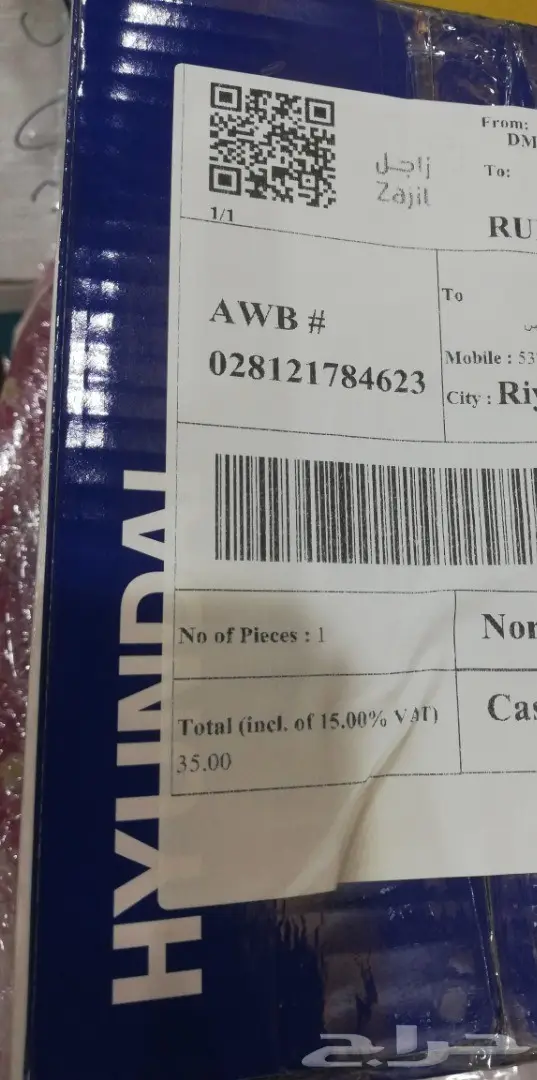 From:
DM
زاجل
Zajil
To:
1/1
RU
AWB #
028121784623
To
Mobile : 53
City : Riy
No of Pieces : 1
Nor
Total (incl. of 15.00% VAT)
35.00
Cas
HYUNDAI
حراج